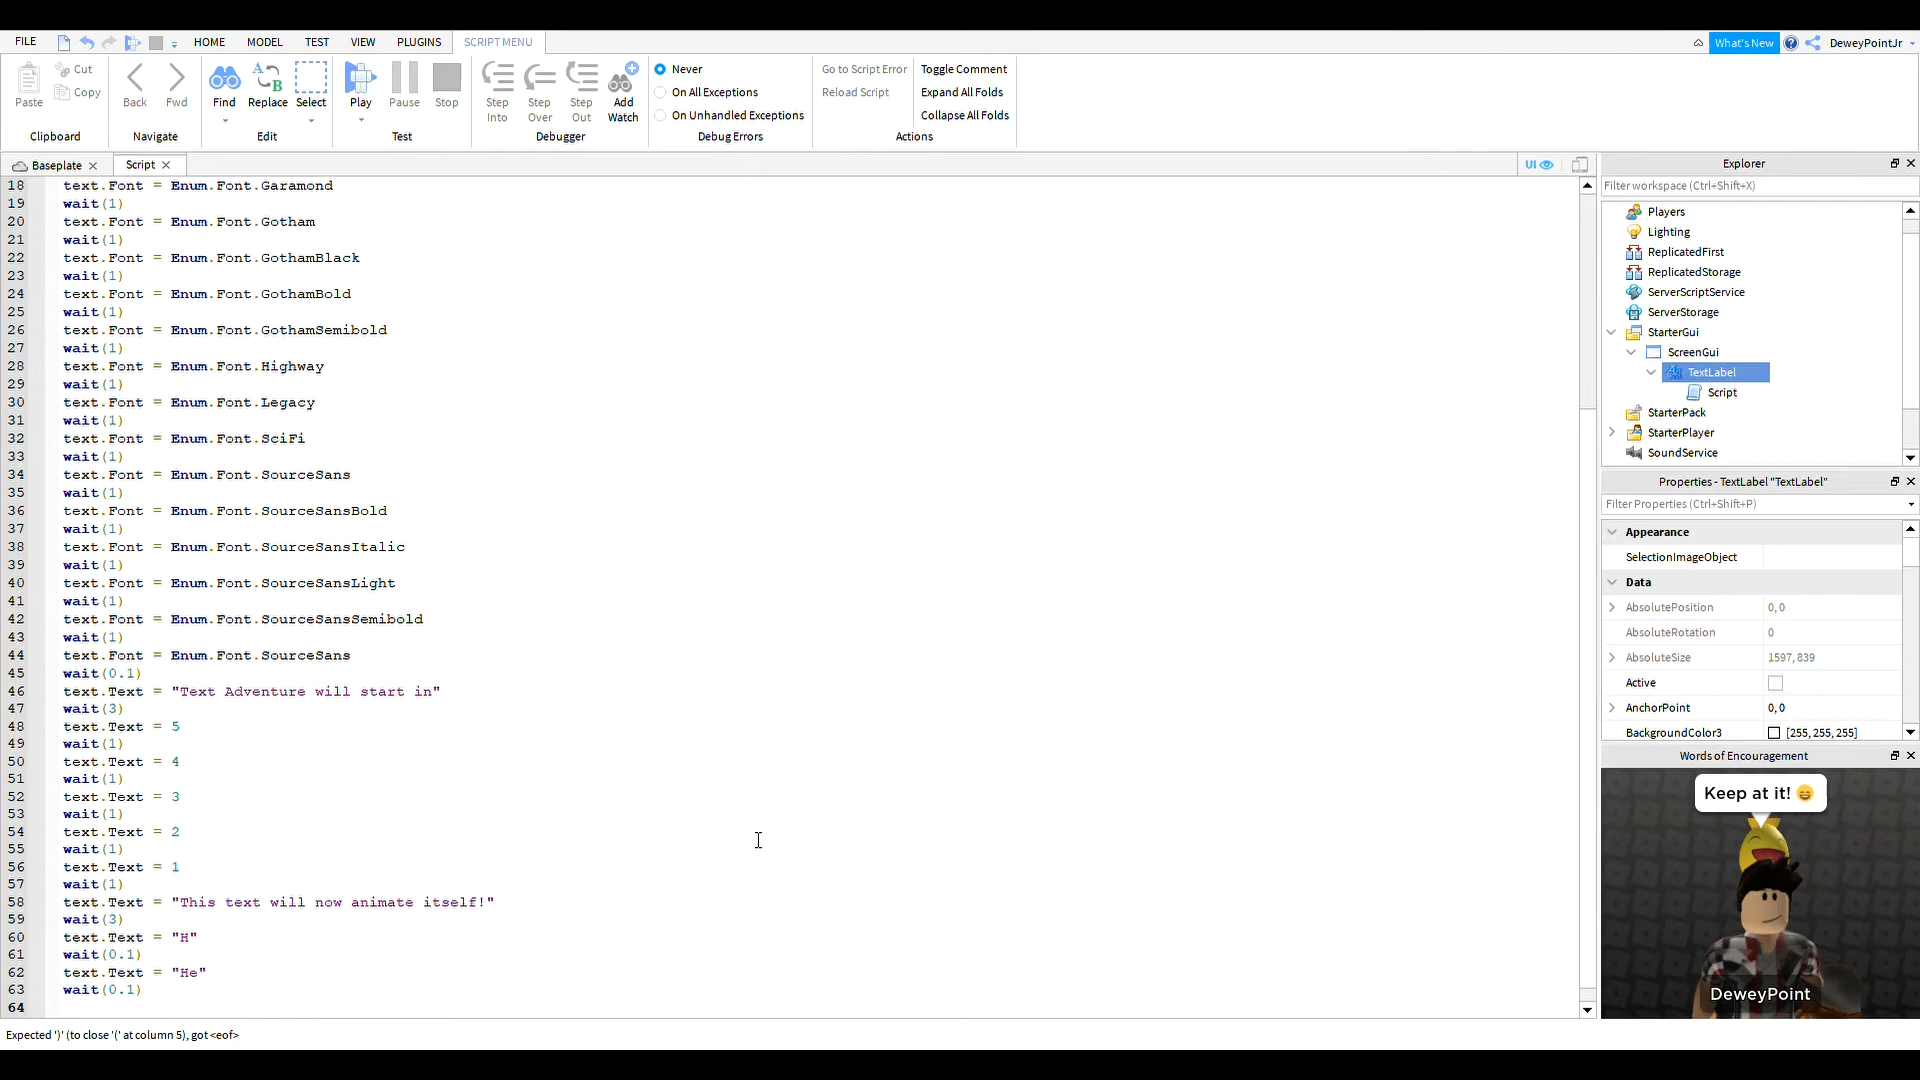 FILE HOME MODEL TEST VIEW PLUGINS SCRIPT MENU What's New DeweyPointJr
Paste Cut Copy
Clipboard
Back Fwd
Navigate
Find Replace Select
Edit
Play Pause Stop
Test
Step Into Step Over Step Out Add Watch
Debugger
Never
On All Exceptions
On Unhandled Exceptions
Debug Errors
Go to Script Error
Reload Script
Toggle Comment
Expand All Folds
Collapse All Folds
Actions
Baseplate Script UI
18 text.Font = Enum.Font.Garamond
19 wait(1)
20 text.Font = Enum.Font.Gotham
21 wait(1)
22 text.Font = Enum.Font.GothamBlack
23 wait(1)
24 text.Font = Enum.Font.GothamBold
25 wait(1)
26 text.Font = Enum.Font.GothamSemibold
27 wait(1)
28 text.Font = Enum.Font.Highway
29 wait(1)
30 text.Font = Enum.Font.Legacy
31 wait(1)
32 text.Font = Enum.Font.SciFi
33 wait(1)
34 text.Font = Enum.Font.SourceSans
35 wait(1)
36 text.Font = Enum.Font.SourceSansBold
37 wait(1)
38 text.Font = Enum.Font.SourceSansItalic
39 wait(1)
40 text.Font = Enum.Font.SourceSansLight
41 wait(1)
42 text.Font = Enum.Font.SourceSansSemibold
43 wait(1)
44 text.Font = Enum.Font.SourceSans
45 wait(0.1)
46 text.Text = "Text Adventure will start in"
47 wait(3)
48 text.Text = 5
49 wait(1)
50 text.Text = 4
51 wait(1)
52 text.Text = 3
53 wait(1)
54 text.Text = 2
55 wait(1)
56 text.Text = 1
57 wait(1)
58 text.Text = "This text will now animate itself!"
59 wait(3)
60 text.Text = "H"
61 wait(0.1)
62 text.Text = "He"
63 wait(0.1)
64
Expected ')' (to close '(' at column 5), got <eof>
Explorer
Filter workspace (Ctrl+Shift+X)
Players
Lighting
ReplicatedFirst
ReplicatedStorage
ServerScriptService
ServerStorage
StarterGui
ScreenGui
TextLabel
Script
StarterPack
StarterPlayer
SoundService
Properties - TextLabel "TextLabel"
Filter Properties (Ctrl+Shift+P)
Appearance
SelectionImageObject
Data
AbsolutePosition 0, 0
AbsoluteRotation 0
AbsoluteSize 1597, 839
Active
AnchorPoint 0, 0
BackgroundColor3 [255, 255, 255]
Words of Encouragement
Keep at it! 😄
DeweyPoint